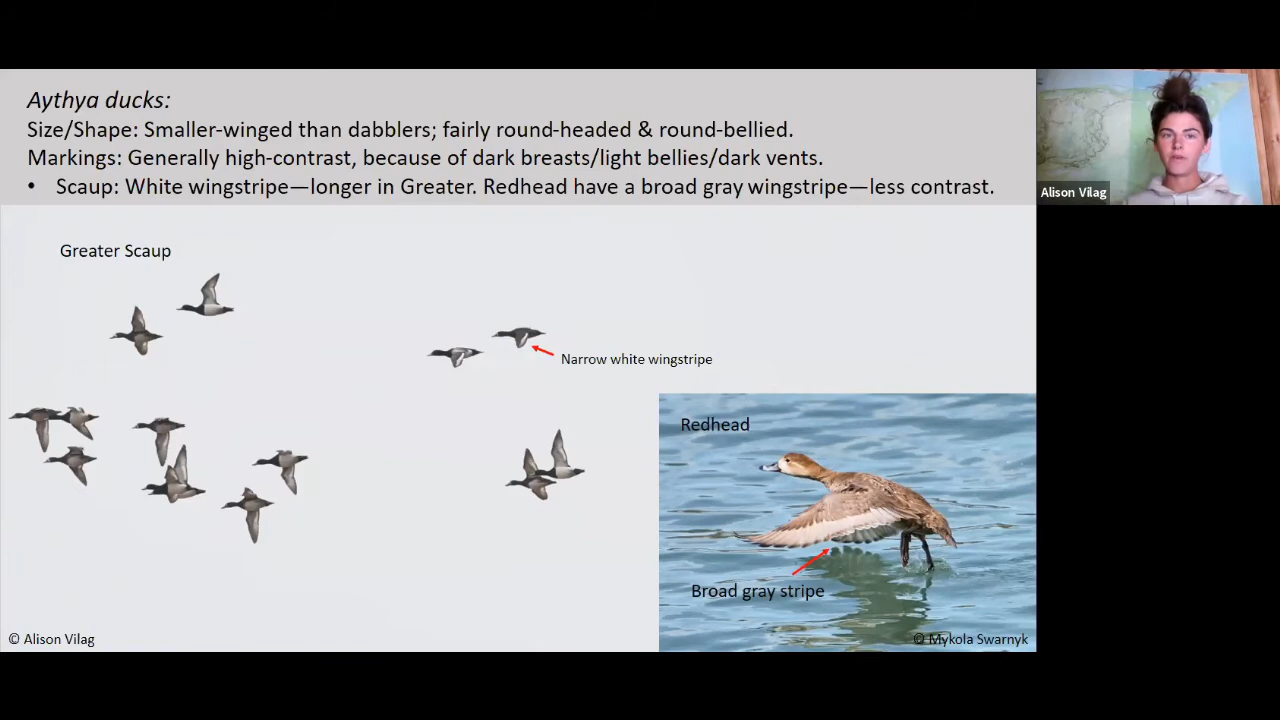 Aythya ducks:
Size/Shape: Smaller-winged than dabblers; fairly round-headed & round-bellied.
Markings: Generally high-contrast, because of dark breasts/light bellies/dark vents.
• Scaup: White wingstripe—longer in Greater. Redhead have a broad gray wingstripe—less contrast.
Alison Vilag
Greater Scaup
Narrow white wingstripe
Redhead
Broad gray stripe
© Alison Vilag
© Mykola Swarnyk